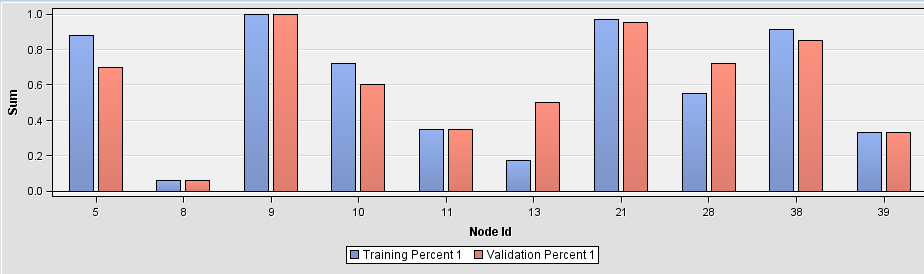 1.0
0.8
0.6
0.4
0.2
0.0
Sum
5 8 9 10 11 13 21 28 38 39
Node Id
Training Percent 1 Validation Percent 1